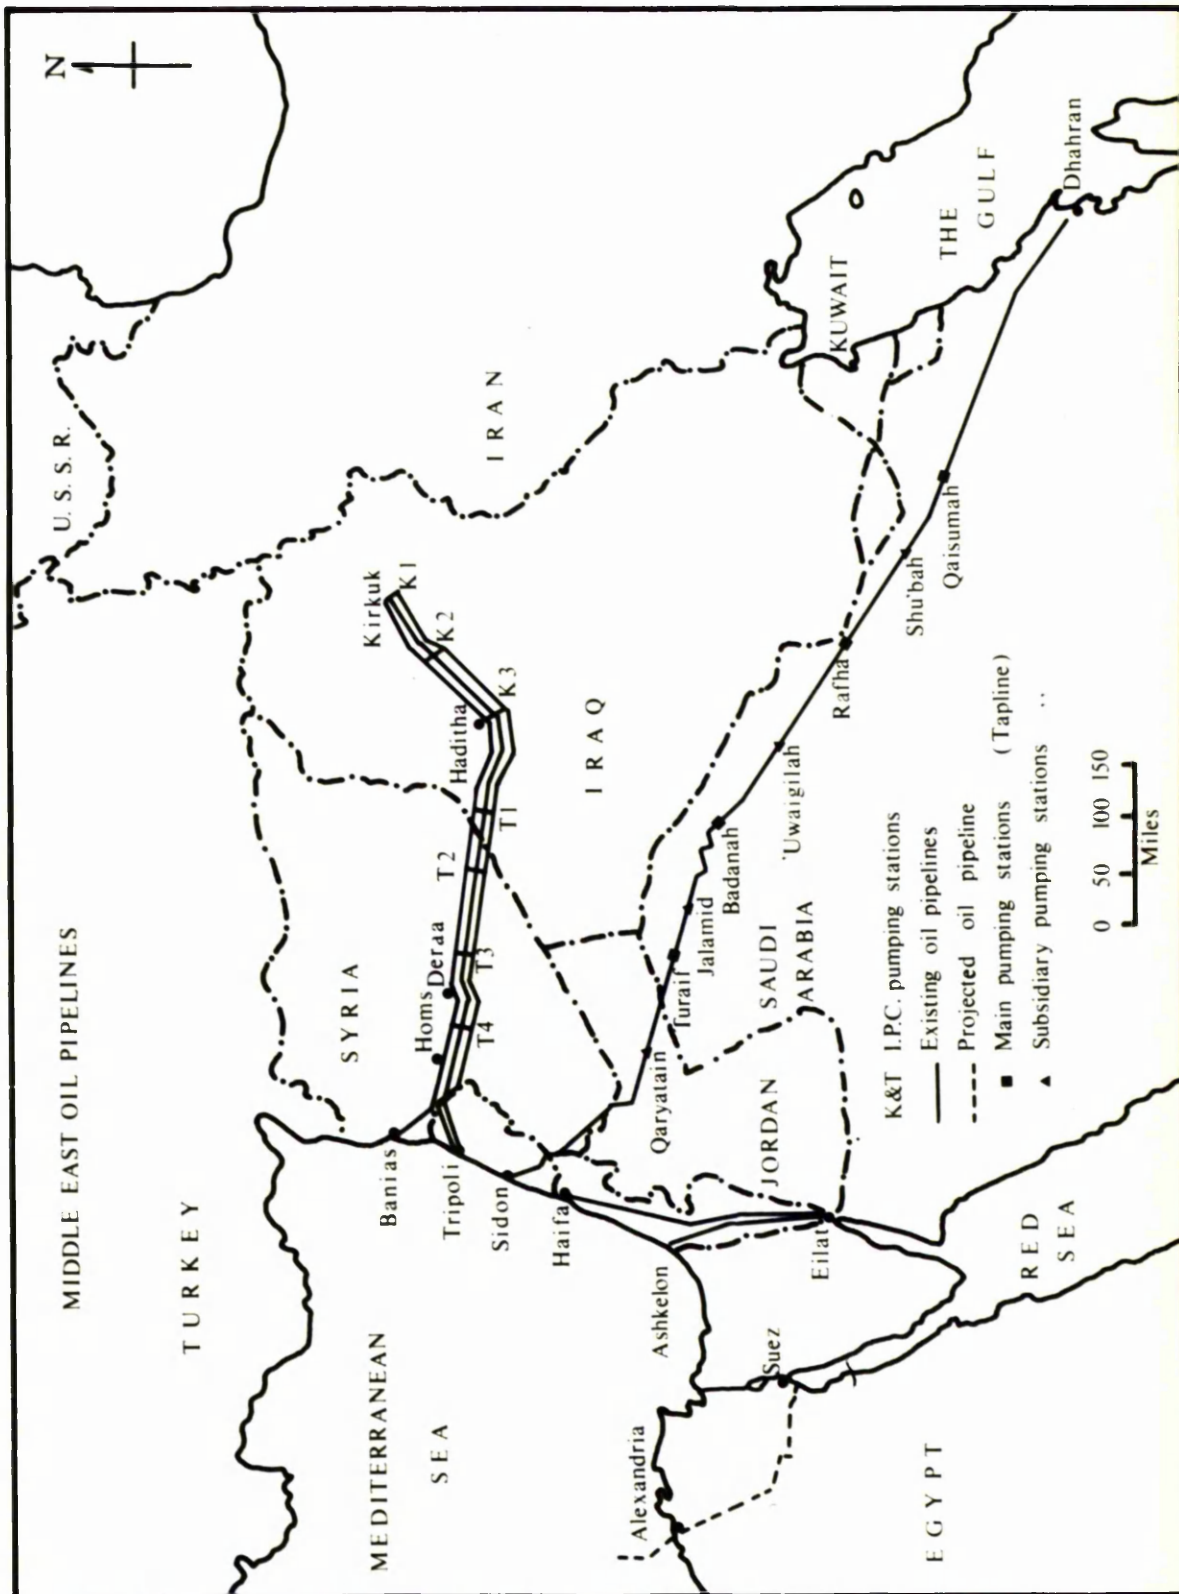 MIDDLE EAST OIL PIPELINES
N
U. S. S. R.
TURKEY
SYRIA
IRAN
MEDITERRANEAN
SEA
Banias
Tripoli
Sidon
Haifa
Homs
Deraa
T4
T3
T2
T1
Haditha
K3
K2
K1
Kirkuk
IRAQ
Alexandria
Ashkelon
Suez
Eilat
EGYPT
RED
SEA
JORDAN
SAUDI
ARABIA
Qaryatain
Turaif
Jalamid
Badanah
'Uwaigilah
Rafha
Shu'bah
Qaisumah
KUWAIT
THE
GULF
Dhahran
K&T I.P.C. pumping stations
Existing oil pipelines
Projected oil pipeline
Main pumping stations (Tapline)
Subsidiary pumping stations ..
0 50 100 150
Miles